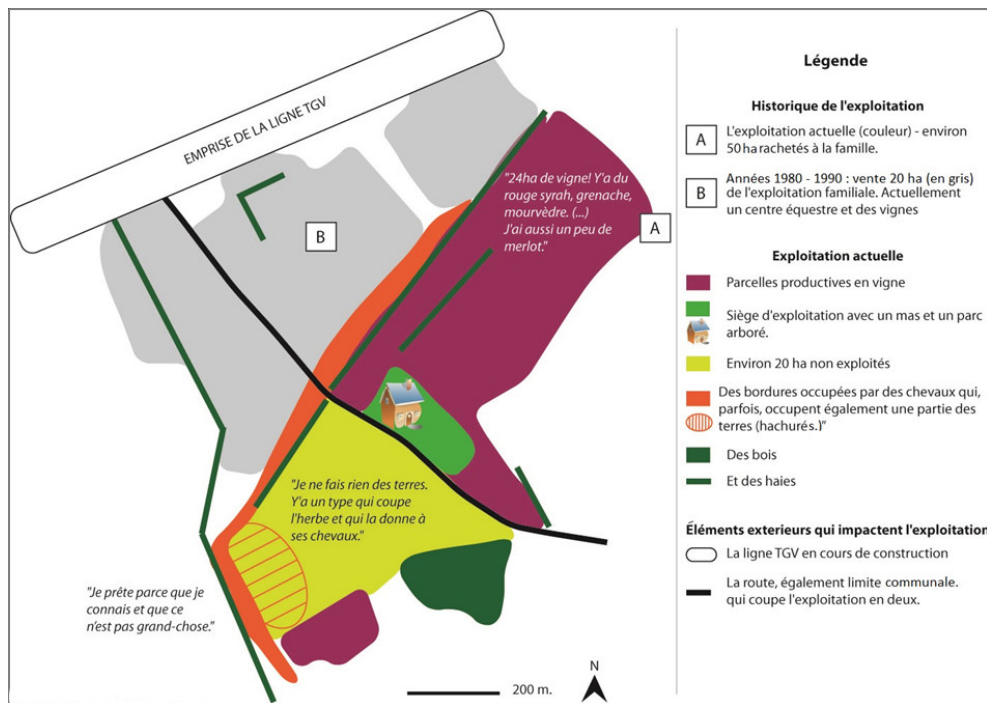 EMPRISE DE LA LIGNE TGV
B
"24ha de vigne! Y'a du
rouge syrah, grenache,
mourvèdre. (...)
J'ai aussi un peu de
merlot."
A
"Je ne fais rien des terres.
Y'a un type qui coupe
l'herbe et qui la donne à
ses chevaux."
"Je prête parce que je
connais et que ce
n'est pas grand-chose."
200 m.
N
Légende
Historique de l'exploitation
A
L'exploitation actuelle (couleur) - environ
50 ha rachetés à la famille.
B
Années 1980 - 1990 : vente 20 ha (en gris)
de l'exploitation familiale. Actuellement
un centre équestre et des vignes
Exploitation actuelle
Parcelles productives en vigne
Siège d'exploitation avec un mas et un parc
arboré.
Environ 20 ha non exploités
Des bordures occupées par des chevaux qui,
parfois, occupent également une partie des
terres (hachurés.)"
Des bois
Et des haies
Éléments exterieurs qui impactent l'exploitation
La ligne TGV en cours de construction
La route, également limite communale.
qui coupe l'exploitation en deux.